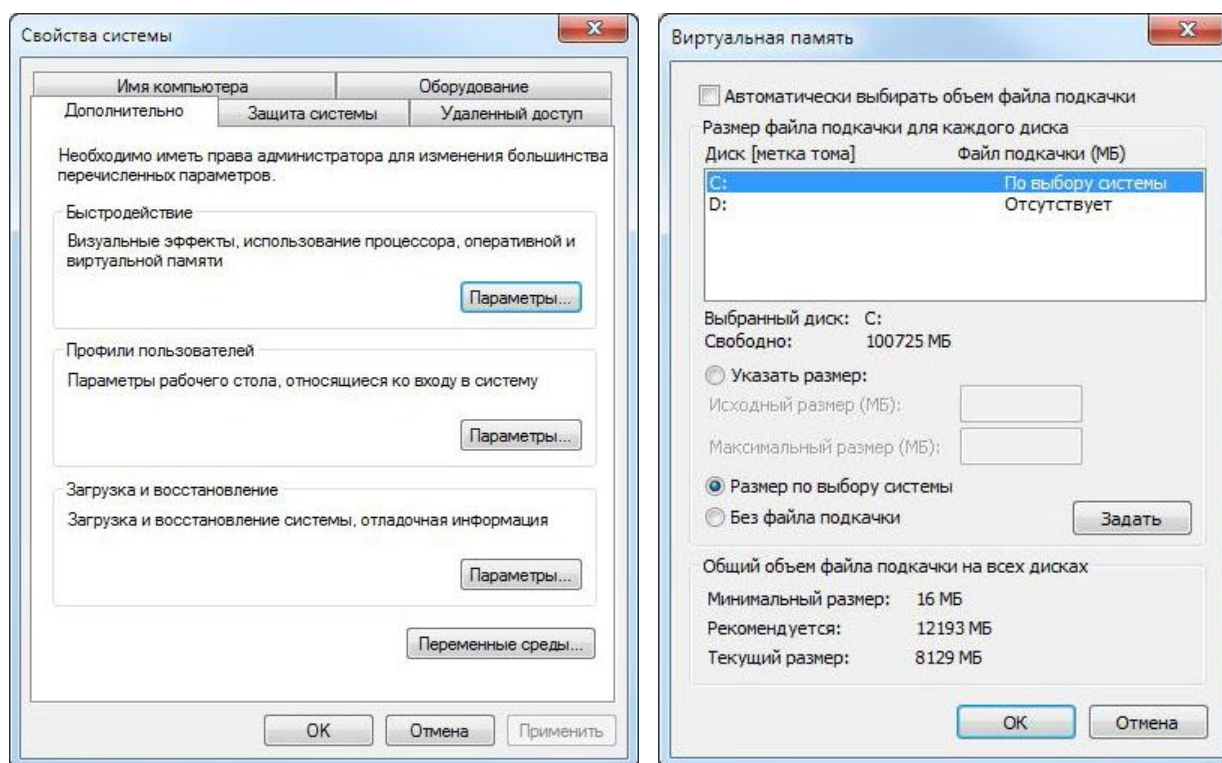 Свойства системы
Имя компьютера
Оборудование
Дополнительно
Защита системы
Удаленный доступ
Необходимо иметь права администратора для изменения большинства
перечисленных параметров.
Быстродействие
Визуальные эффекты, использование процессора, оперативной и
виртуальной памяти
Параметры...
Профили пользователей
Параметры рабочего стола, относящиеся ко входу в систему
Параметры...
Загрузка и восстановление
Загрузка и восстановление системы, отладочная информация
Параметры...
Переменные среды...
ОК
Отмена
Применить
Виртуальная память
Автоматически выбирать объем файла подкачки
Размер файла подкачки для каждого диска
Диск [метка тома] Файл подкачки (МБ)
C: По выбору системы
D: Отсутствует
Выбранный диск: C:
Свободно: 100725 МБ
Указать размер:
Исходный размер (МБ):
Максимальный размер (МБ):
Размер по выбору системы
Без файла подкачки
Задать
Общий объем файла подкачки на всех дисках
Минимальный размер: 16 МБ
Рекомендуется: 12193 МБ
Текущий размер: 8129 МБ
ОК
Отмена